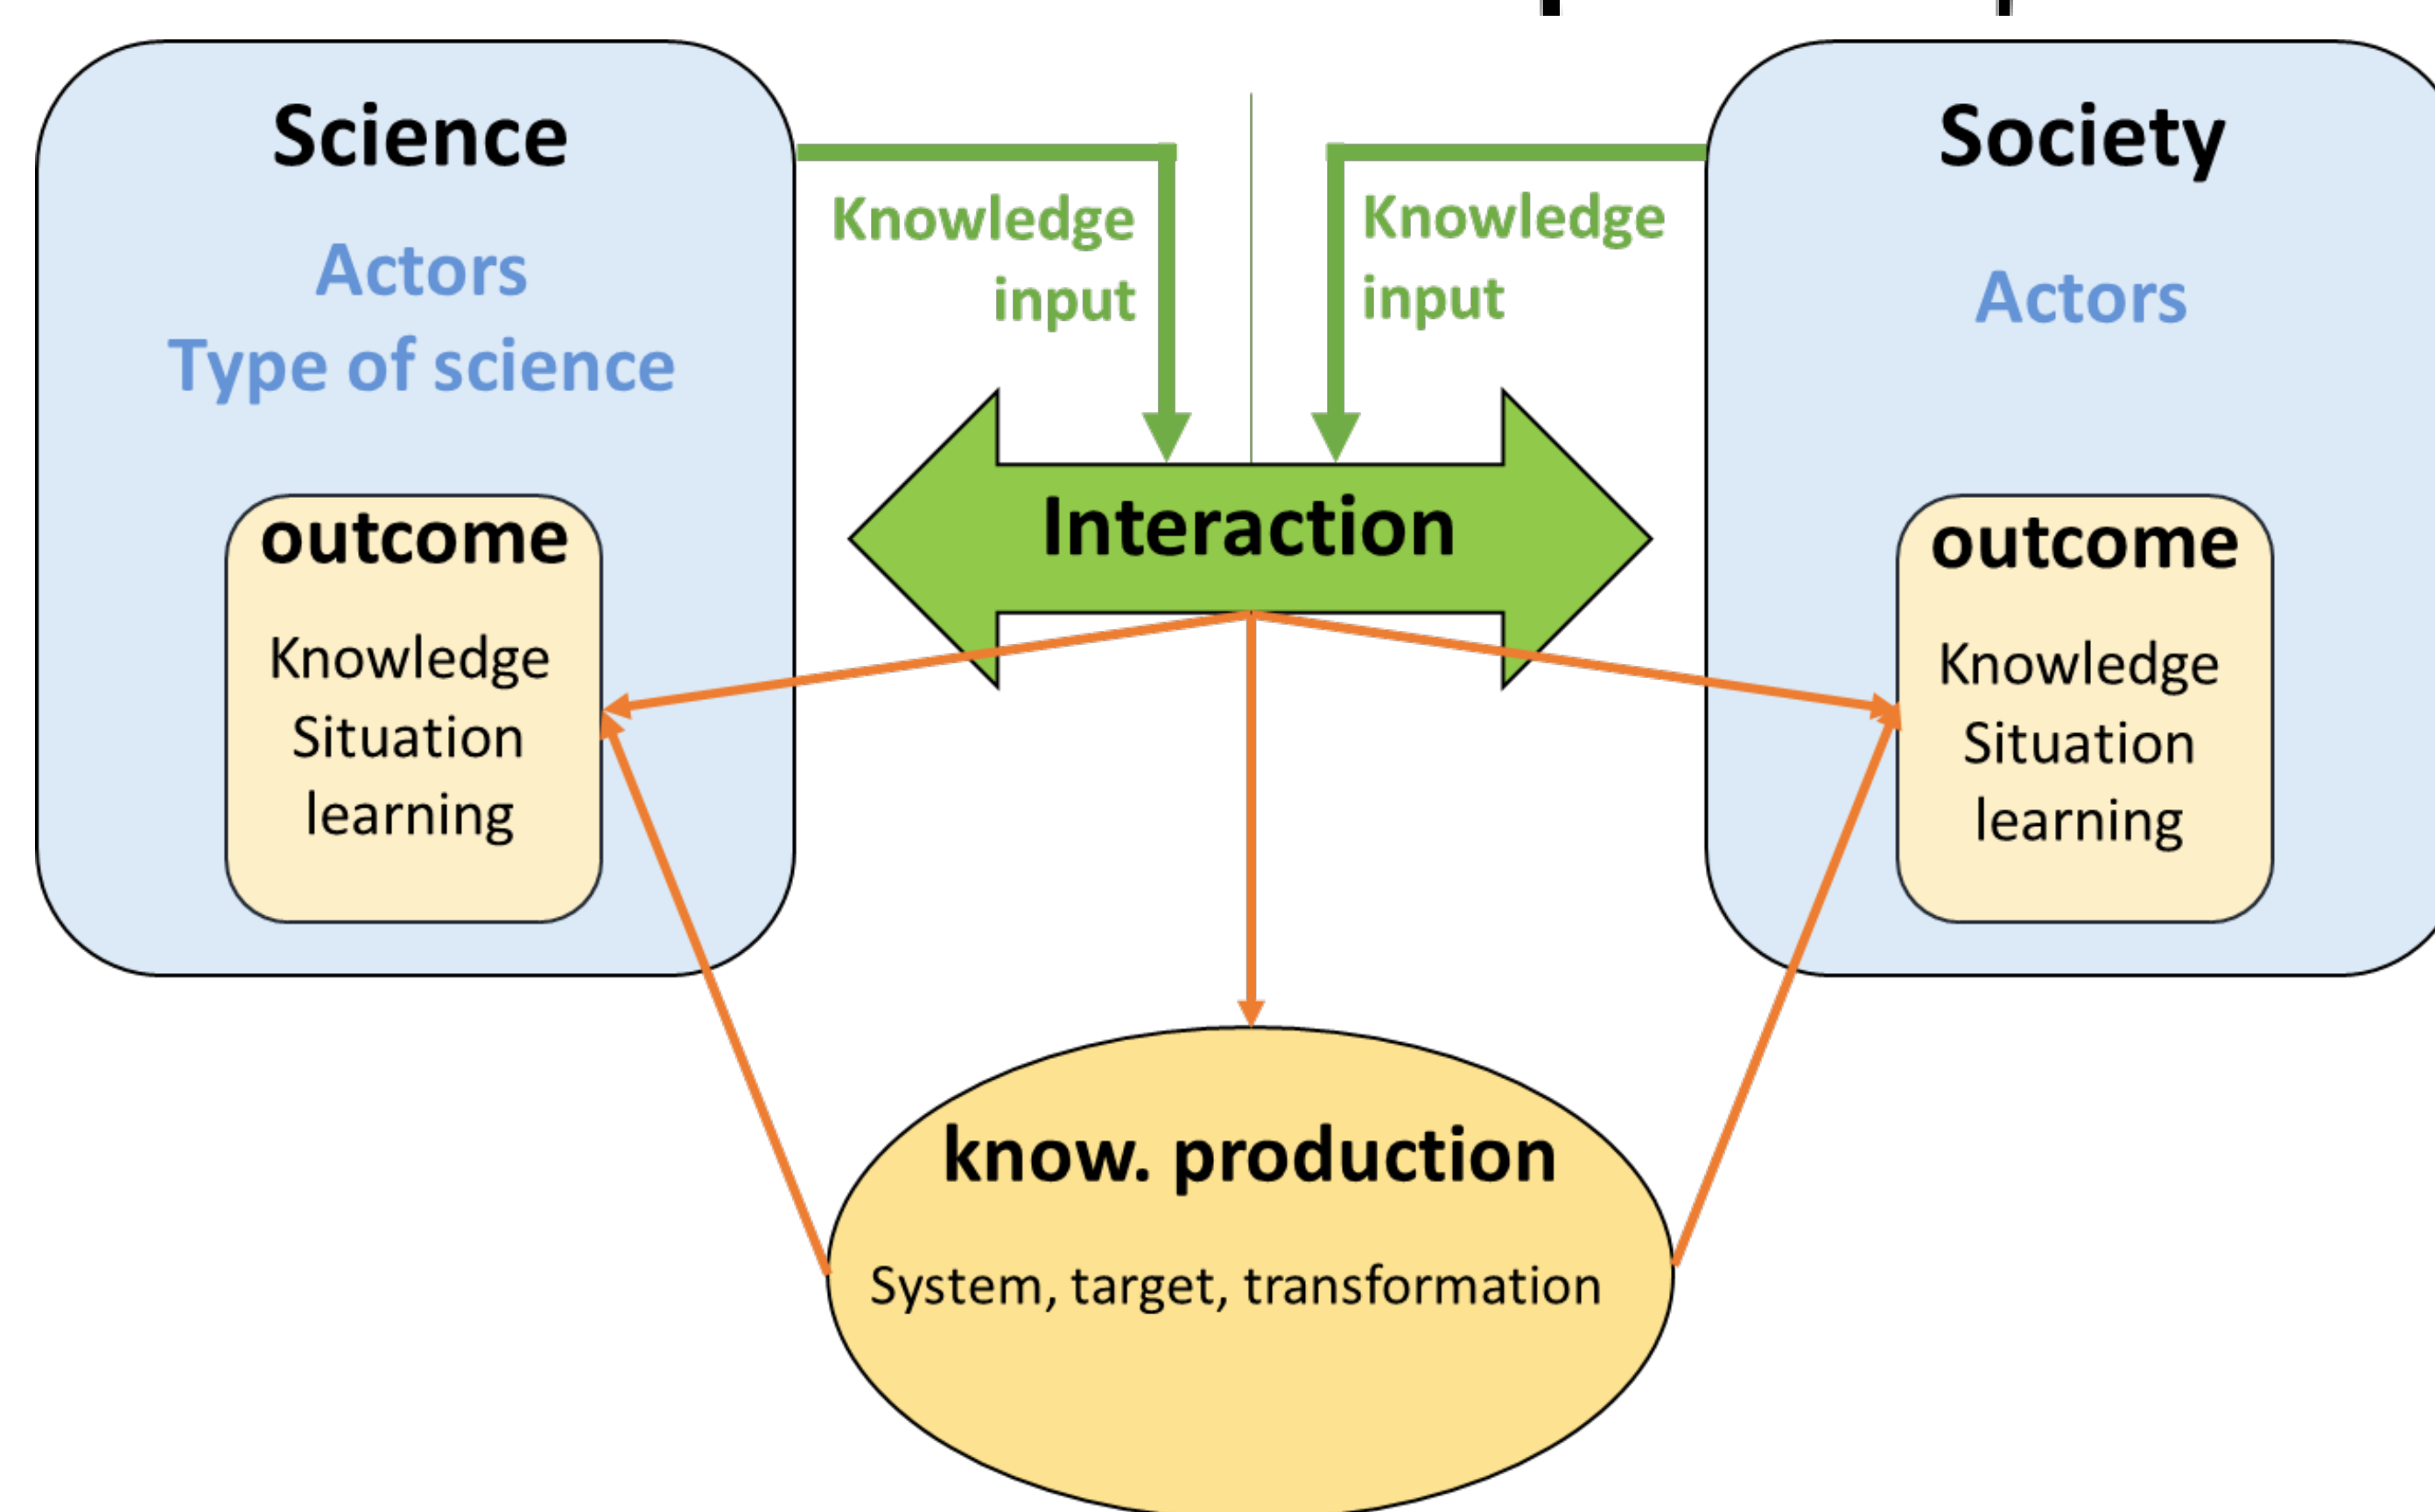 Science
Actors
Type of science
outcome
Knowledge
Situation
learning
Knowledge
input
Knowledge
input
Interaction
Society
Actors
outcome
Knowledge
Situation
learning
know. production
System, target, transformation